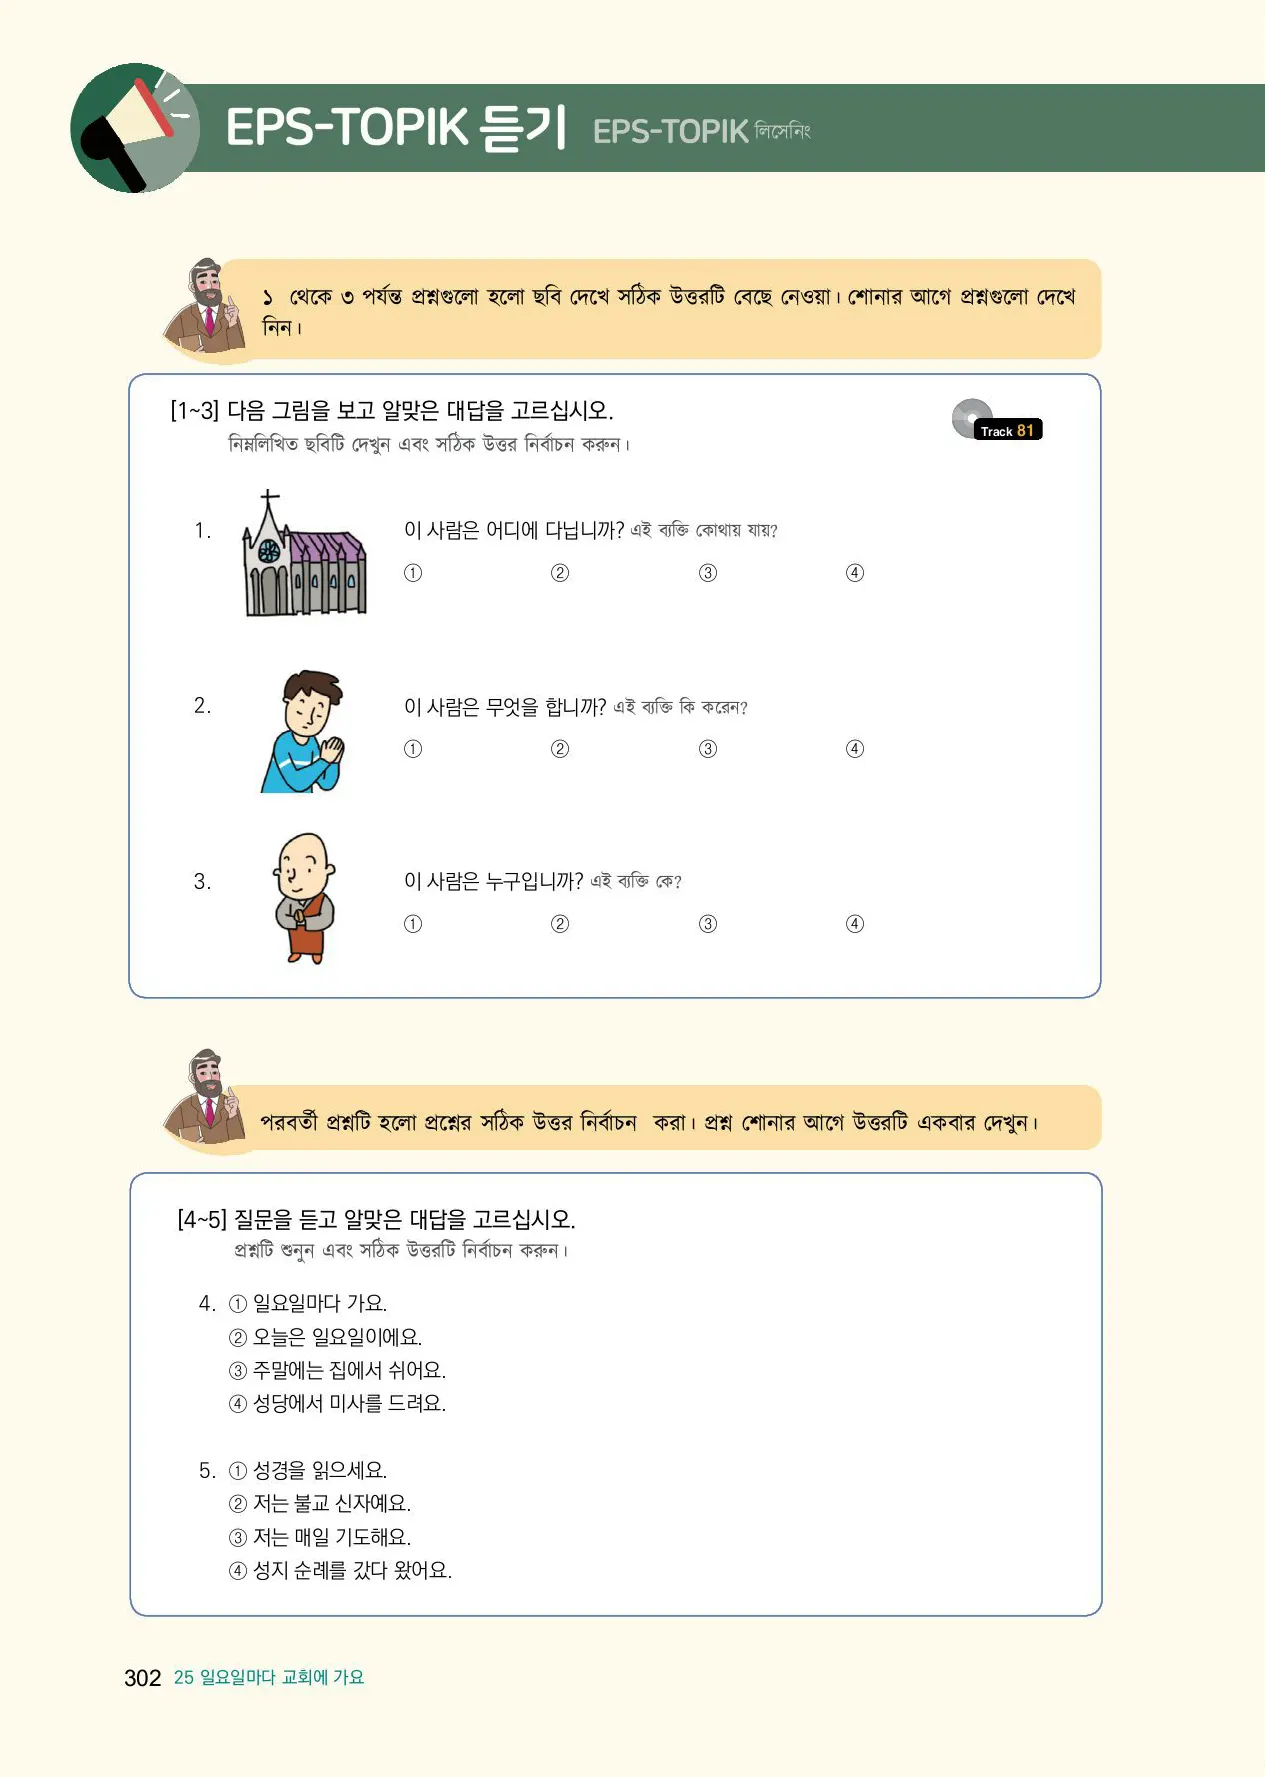 EPS-TOPIK 듣기 EPS-TOPIK লিসেনিং
১ থেকে ৩ পর্যন্ত প্রশ্নগুলো হলো ছবি দেখে সঠিক উত্তরটি বেছে নেওয়া। শোনার আগে প্রশ্নগুলো দেখে
নিন।
[1~3] 다음 그림을 보고 알맞은 대답을 고르십시오.
নিম্নলিখিত ছবিটি দেখুন এবং সঠিক উত্তর নির্বাচন করুন।
Track 81
1. 이 사람은 어디에 다닙니까? এই ব্যক্তি কোথায় যায়?
① ② ③ ④
2. 이 사람은 무엇을 합니까? এই ব্যক্তি কি করেন?
① ② ③ ④
3. 이 사람은 누구입니까? এই ব্যক্তি কে?
① ② ③ ④
পরবর্তী প্রশ্নটি হলো প্রশ্নের সঠিক উত্তর নির্বাচন করা। প্রশ্ন শোনার আগে উত্তরটি একবার দেখুন।
[4~5] 질문을 듣고 알맞은 대답을 고르십시오.
প্রশ্নটি শুনুন এবং সঠিক উত্তরটি নির্বাচন করুন।
4. ① 일요일마다 가요.
② 오늘은 일요일이에요.
③ 주말에는 집에서 쉬어요.
④ 성당에서 미사를 드려요.
5. ① 성경을 읽으세요.
② 저는 불교 신자예요.
③ 저는 매일 기도해요.
④ 성지 순례를 갔다 왔어요.
302 25 일요일마다 교회에 가요